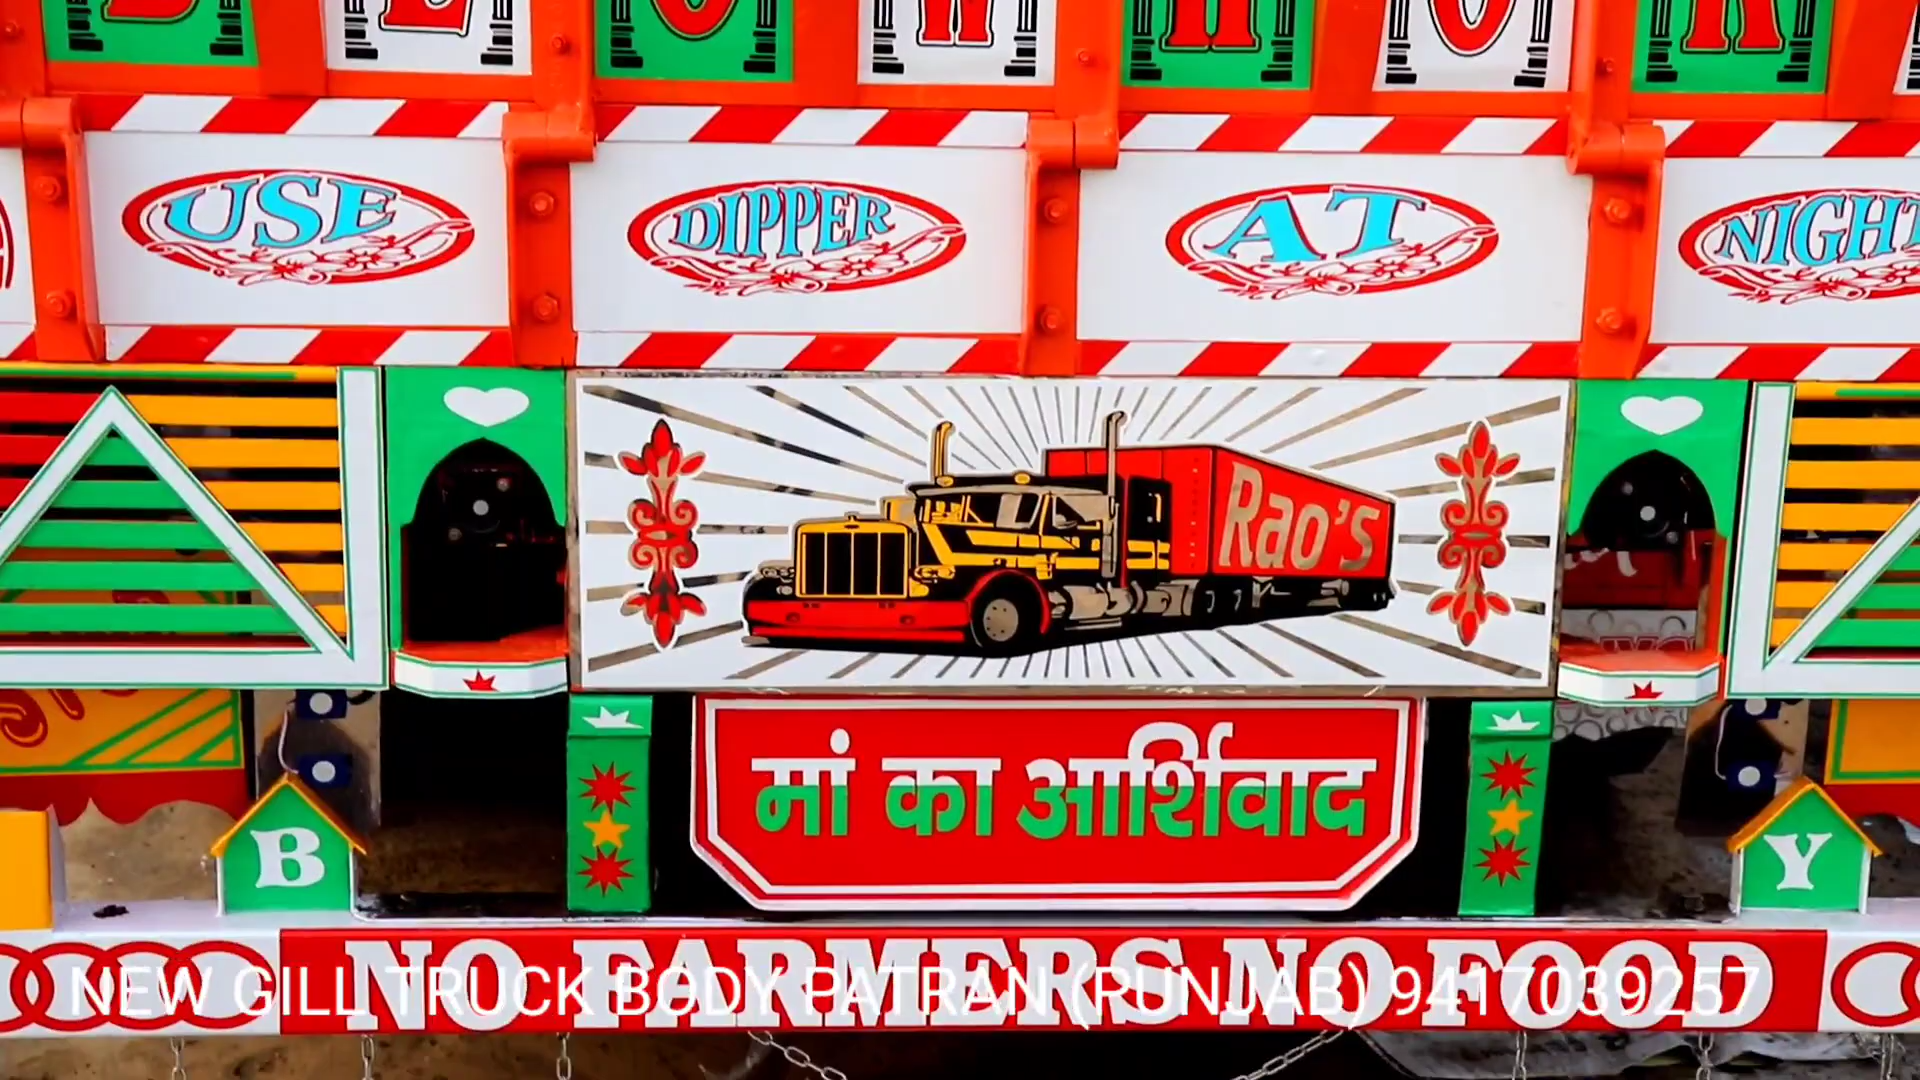 USE DIPPER AT NIGHT
Rao's
मां का आर्शिवाद
B Y
NO FARMERS NO FOOD
NEW GILL TRUCK BODY PATRAN (PUNJAB) 9417039257